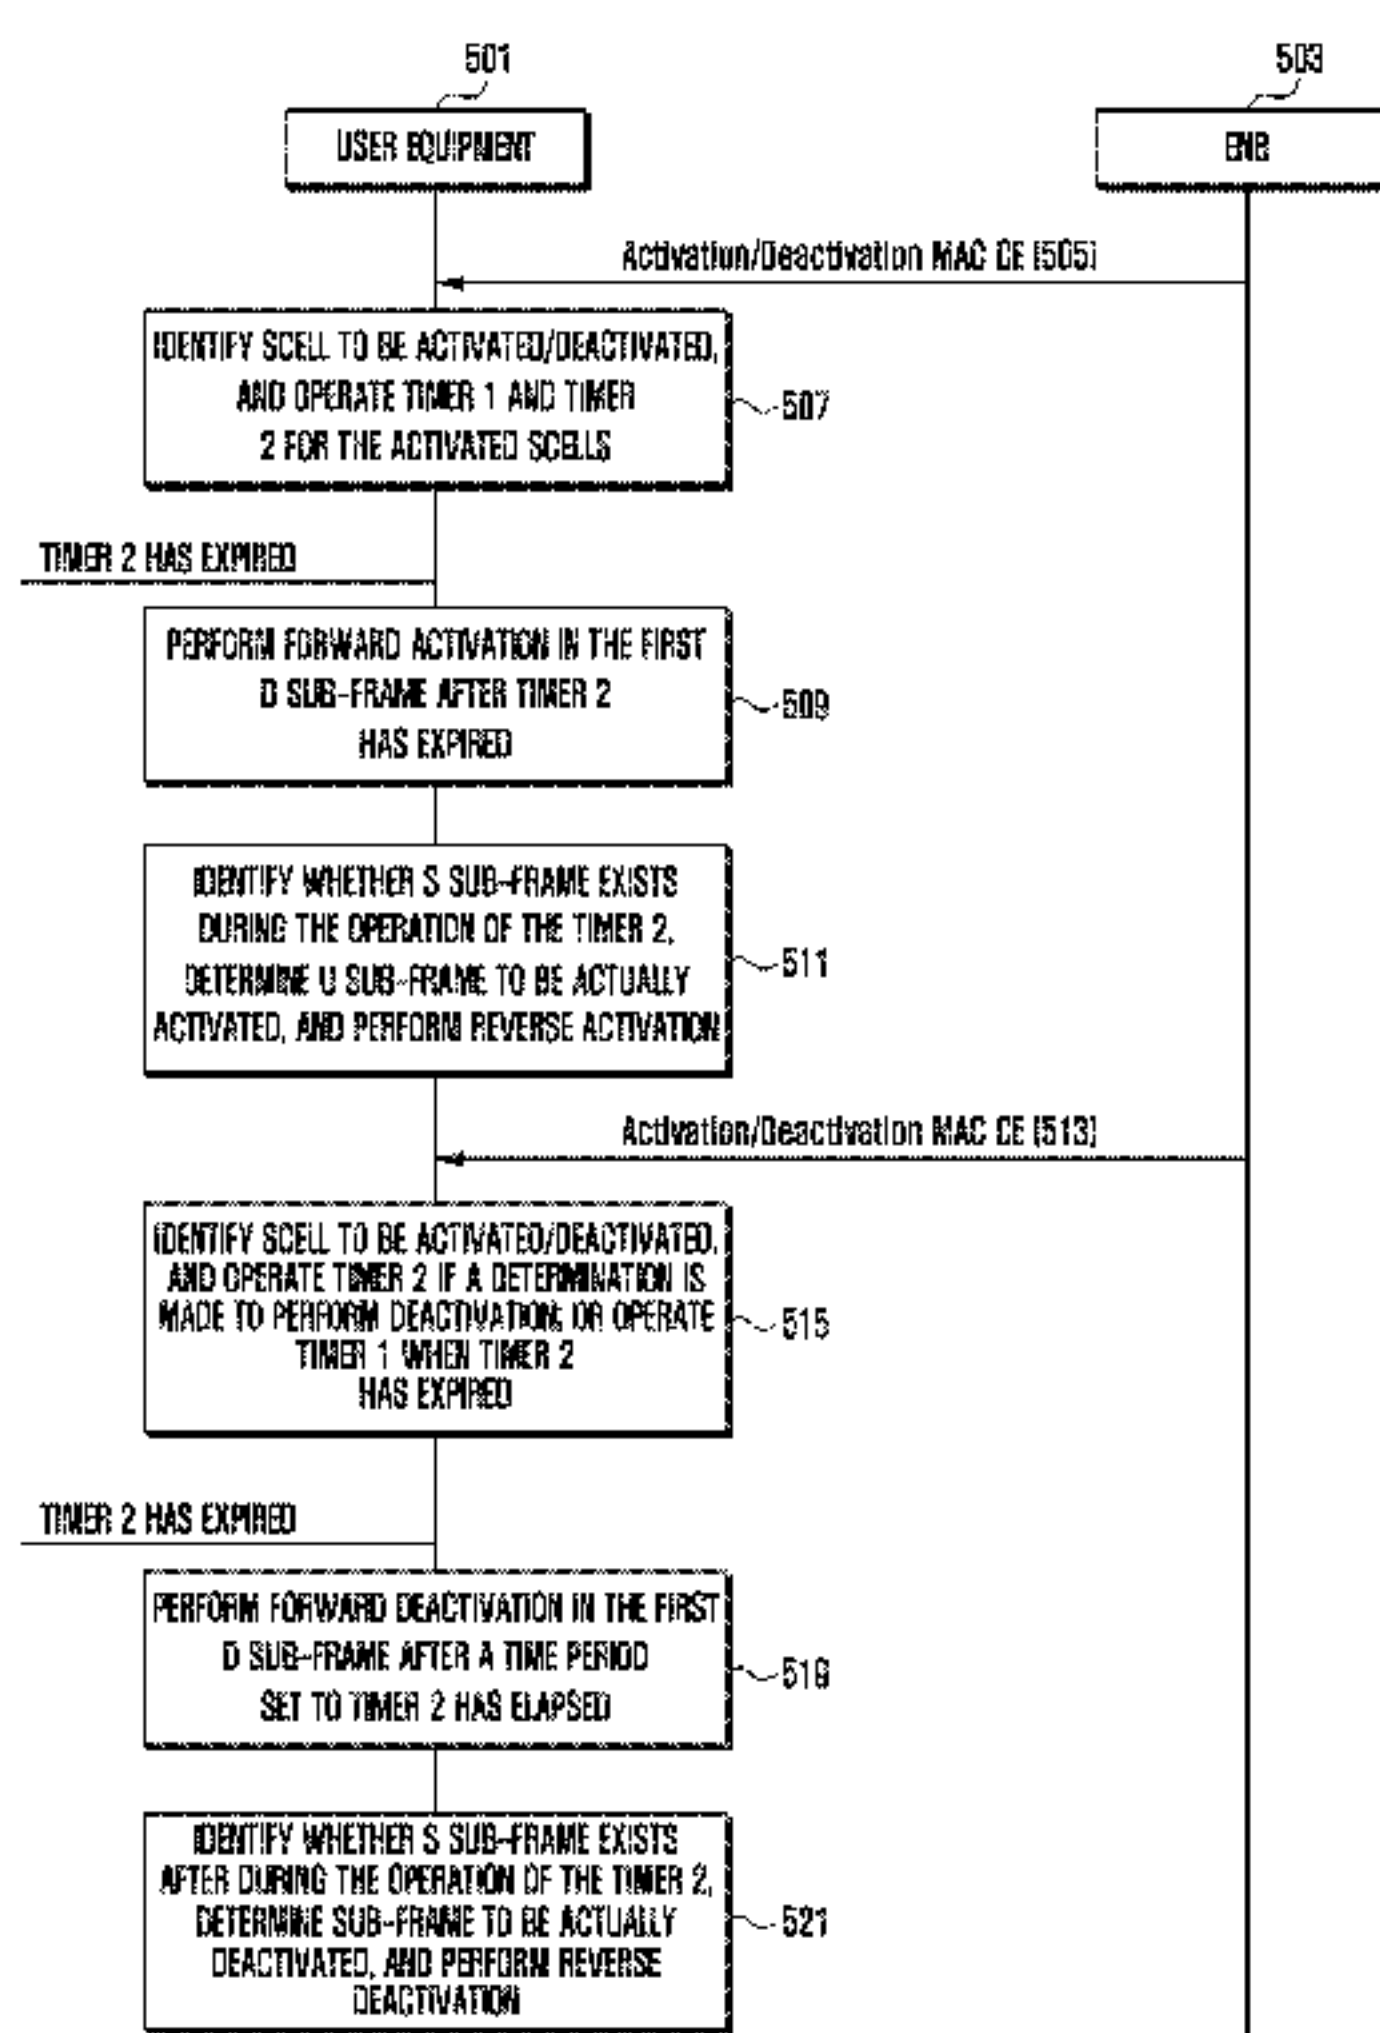 501
503
USER EQUIPMENT
ENB
Activation/Deactivation MAC CE (505)
IDENTIFY SCELL TO BE ACTIVATED/DEACTIVATED,
AND OPERATE TIMER 1 AND TIMER
2 FOR THE ACTIVATED SCELLS
507
TIMER 2 HAS EXPIRED
PERFORM FORWARD ACTIVATION IN THE FIRST
D SUB-FRAME AFTER TIMER 2
HAS EXPIRED
509
IDENTIFY WHETHER S SUB-FRAME EXISTS
DURING THE OPERATION OF THE TIMER 2,
DETERMINE U SUB-FRAME TO BE ACTUALLY
ACTIVATED, AND PERFORM REVERSE ACTIVATION
511
Activation/Deactivation MAC CE (513)
IDENTIFY SCELL TO BE ACTIVATED/DEACTIVATED,
AND OPERATE TIMER 2 IF A DETERMINATION IS
MADE TO PERFORM DEACTIVATION; OR OPERATE
TIMER 1 WHEN TIMER 2
HAS EXPIRED
515
TIMER 2 HAS EXPIRED
PERFORM FORWARD DEACTIVATION IN THE FIRST
D SUB-FRAME AFTER A TIME PERIOD
SET TO TIMER 2 HAS ELAPSED
519
IDENTIFY WHETHER S SUB-FRAME EXISTS
AFTER DURING THE OPERATION OF THE TIMER 2,
DETERMINE SUB-FRAME TO BE ACTUALLY
DEACTIVATED, AND PERFORM REVERSE
DEACTIVATION
521